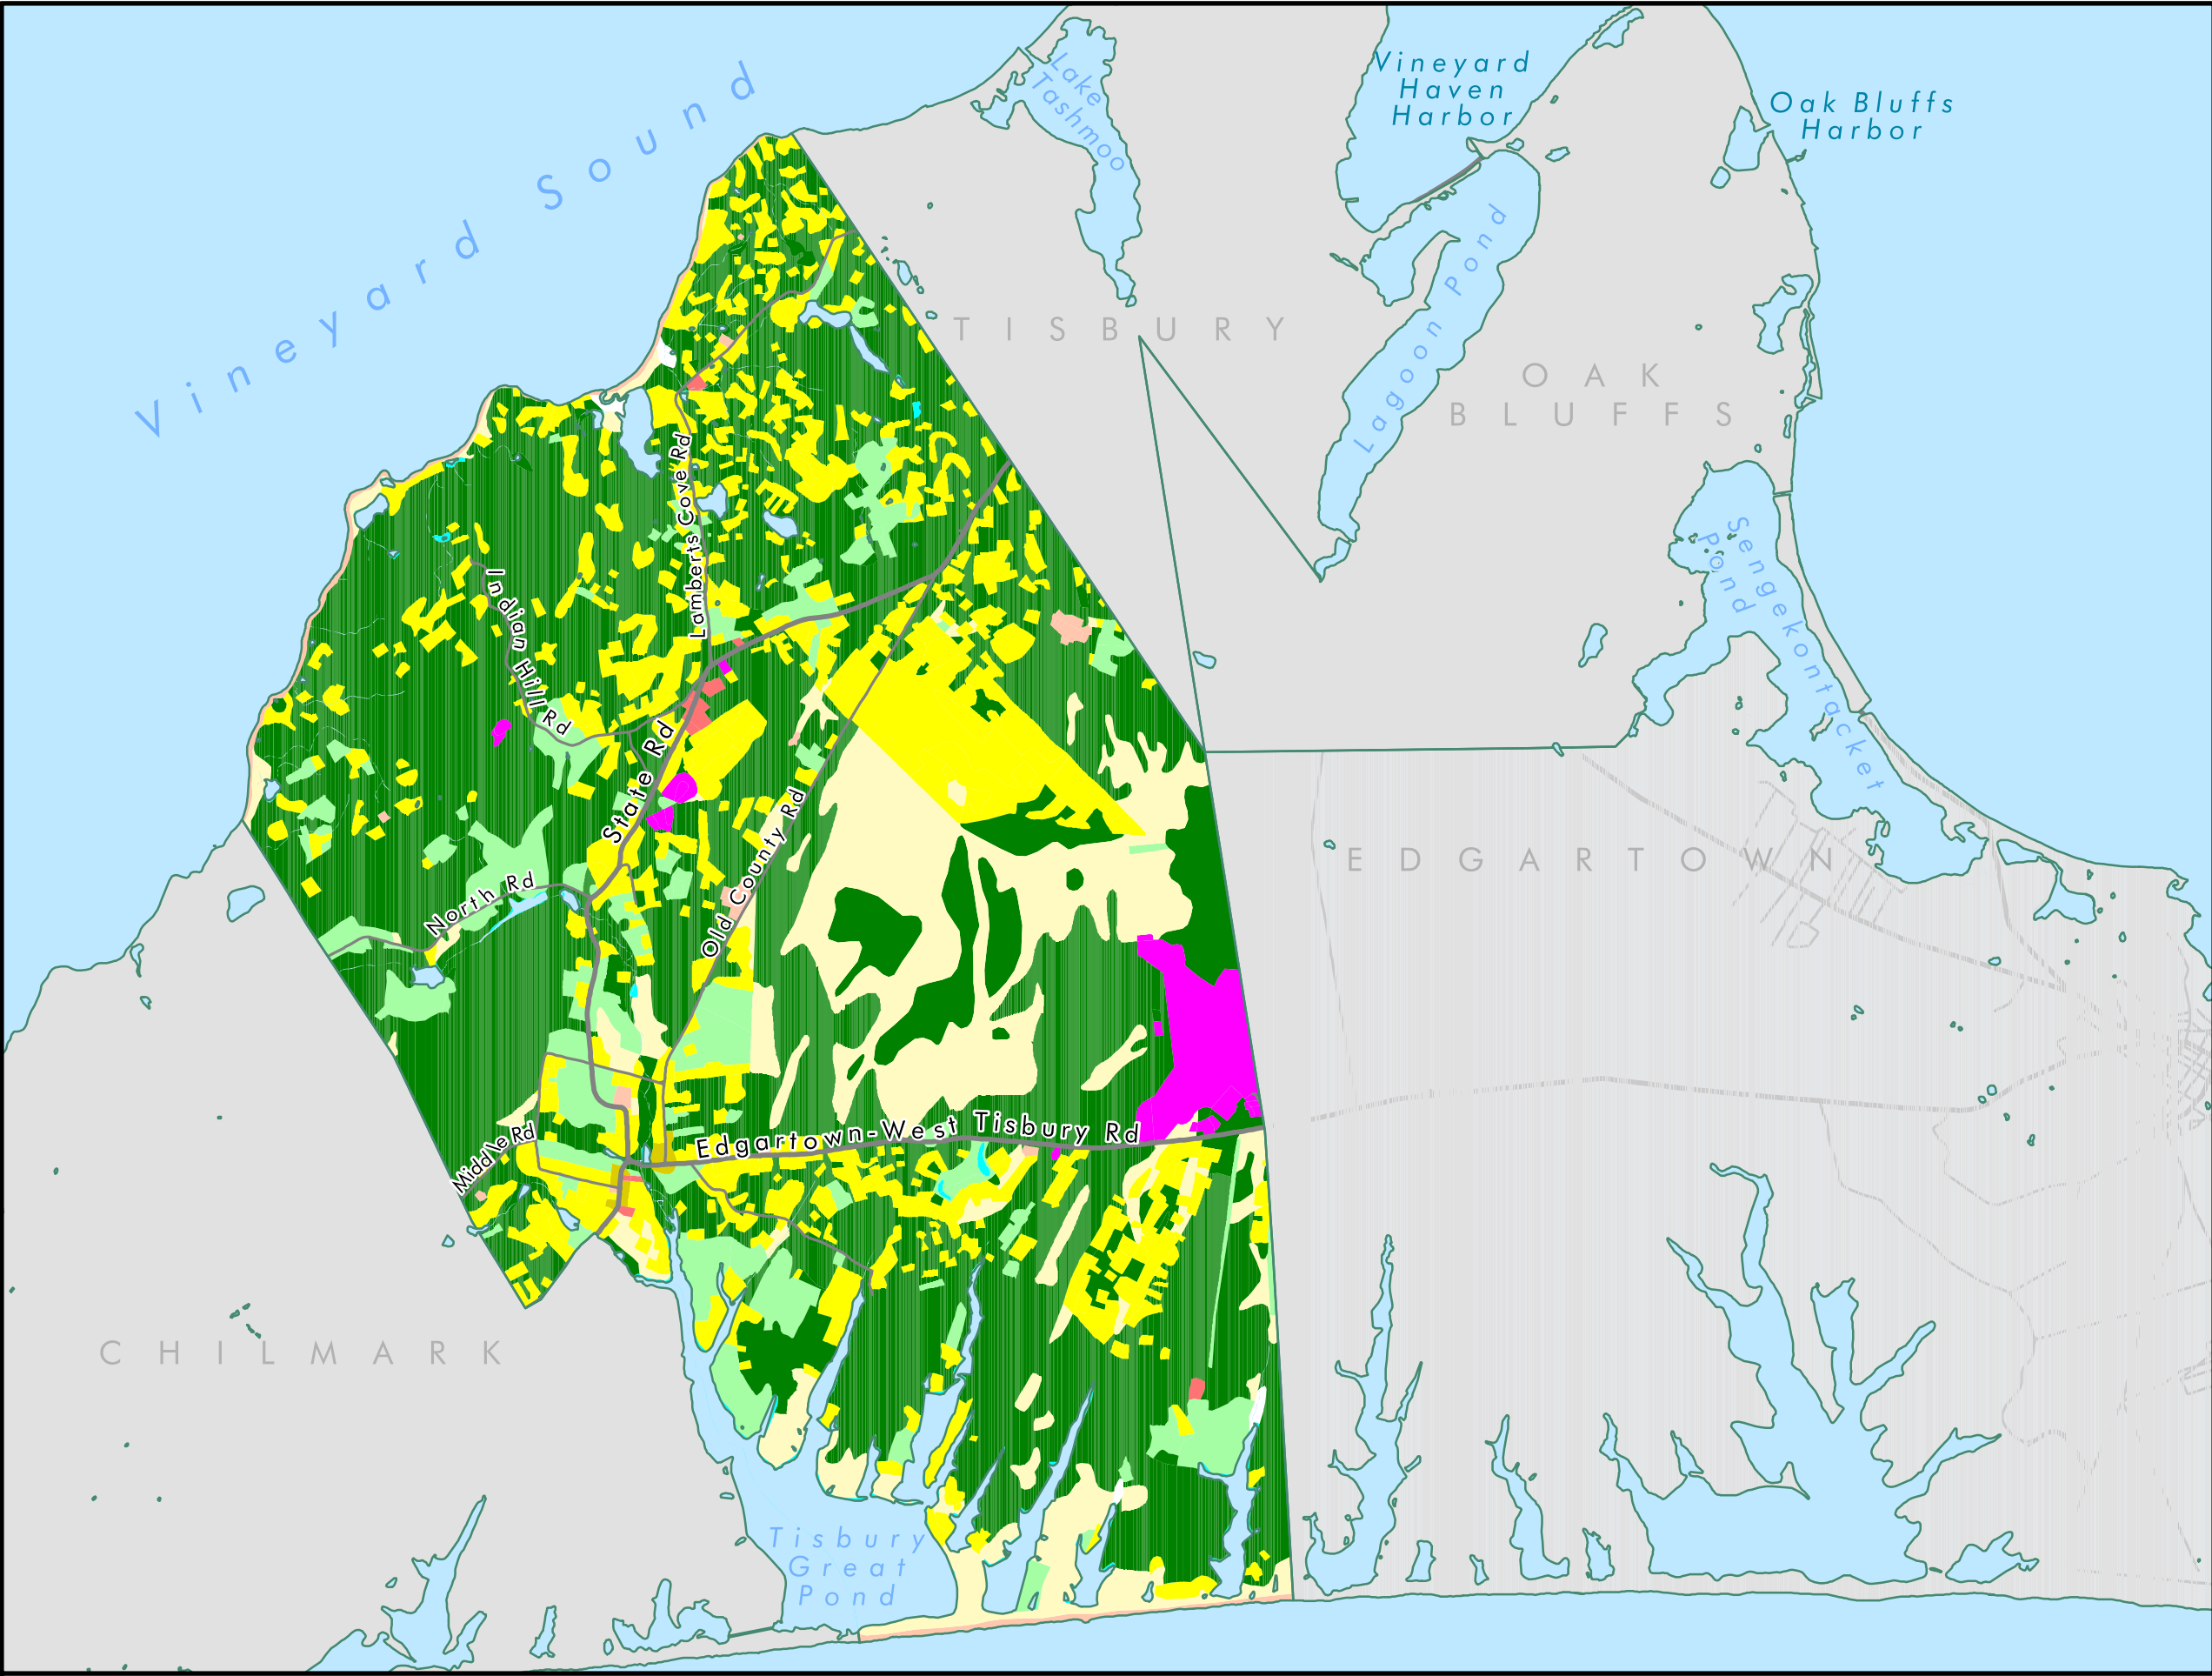 Vineyard Sound
Lake
Tashmoo
Vineyard
Haven
Harbor
Oak Bluffs
Harbor
Lagoon Pond
TISBURY
OAK
BLUFFS
Sengekontacket
Pond
Lamberts Cove Rd
Indian Hill Rd
State Rd
Old County Rd
North Rd
EDGARTOWN
Middle Rd
Edgartown-West Tisbury Rd
CHILMARK
Tisbury
Great
Pond